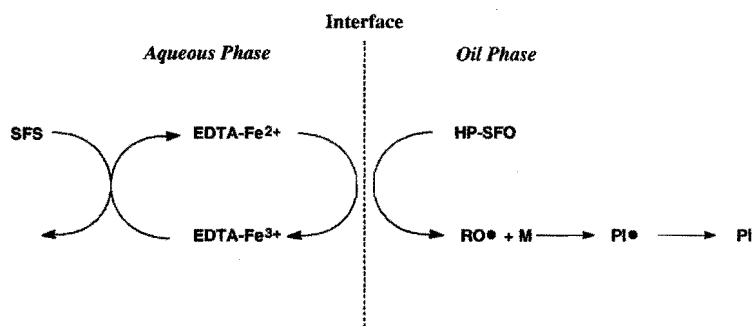 Interface
Aqueous Phase
Oil Phase
SFS
EDTA-Fe2+
HP-SFO
EDTA-Fe3+
RO● + M
PI●
PI